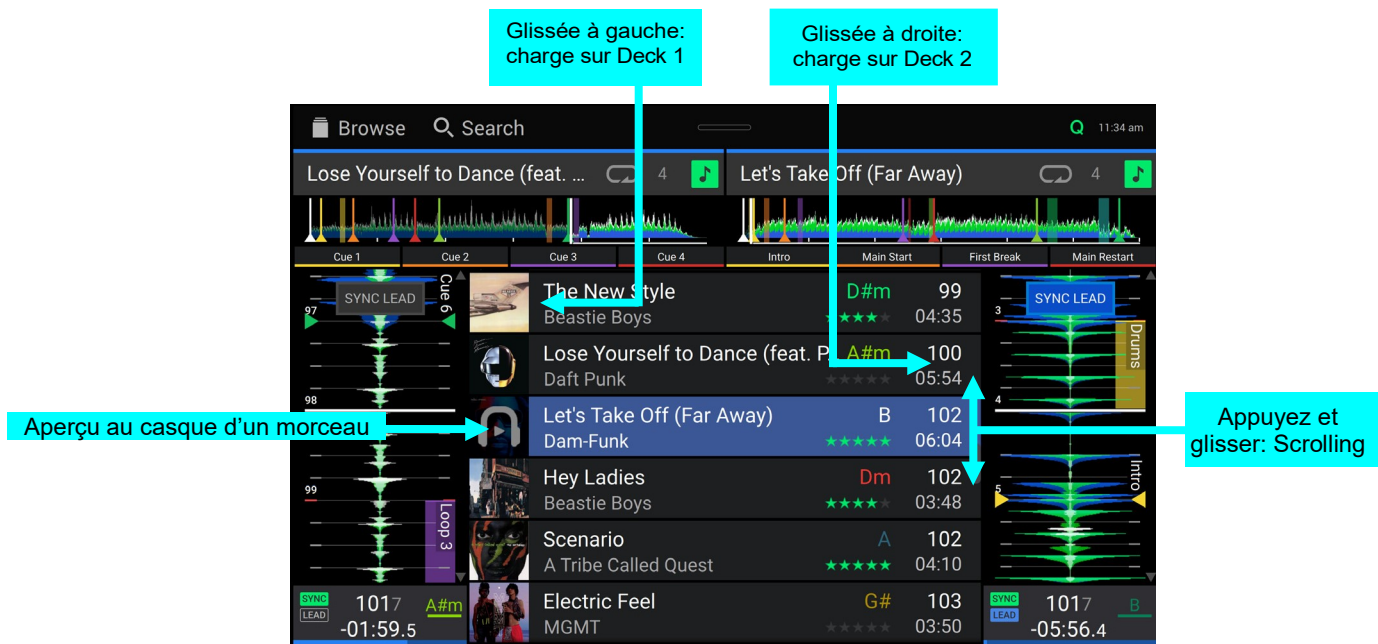 Glissée à gauche:
charge sur Deck 1
Glissée à droite:
charge sur Deck 2
Browse Search Q 11:34 am
Lose Yourself to Dance (feat. ... 4 Let's Take Off (Far Away) 4
Cue 1 Cue 2 Cue 3 Cue 4 Intro Main Start First Break Main Restart
SYNC LEAD
Cue 6
97
98
99
Loop 3
The New Style D#m 99
Beastie Boys ★★★★★ 04:35
Lose Yourself to Dance (feat. P. A#m 100
Daft Punk ★★★★★ 05:54
Let's Take Off (Far Away) B 102
Dam-Funk ★★★★★ 06:04
Hey Ladies Dm 102
Beastie Boys ★★★★★ 03:48
Scenario A 102
A Tribe Called Quest ★★★★★ 04:10
Electric Feel G# 103
MGMT ★★★★★ 03:50
SYNC LEAD
3
Drums
4
Intro
5
Aperçu au casque d'un morceau
Appuyez et
glisser: Scrolling
SYNC
LEAD
1017 A#m
-01:59.5
SYNC
LEAD
1017 B
-05:56.4